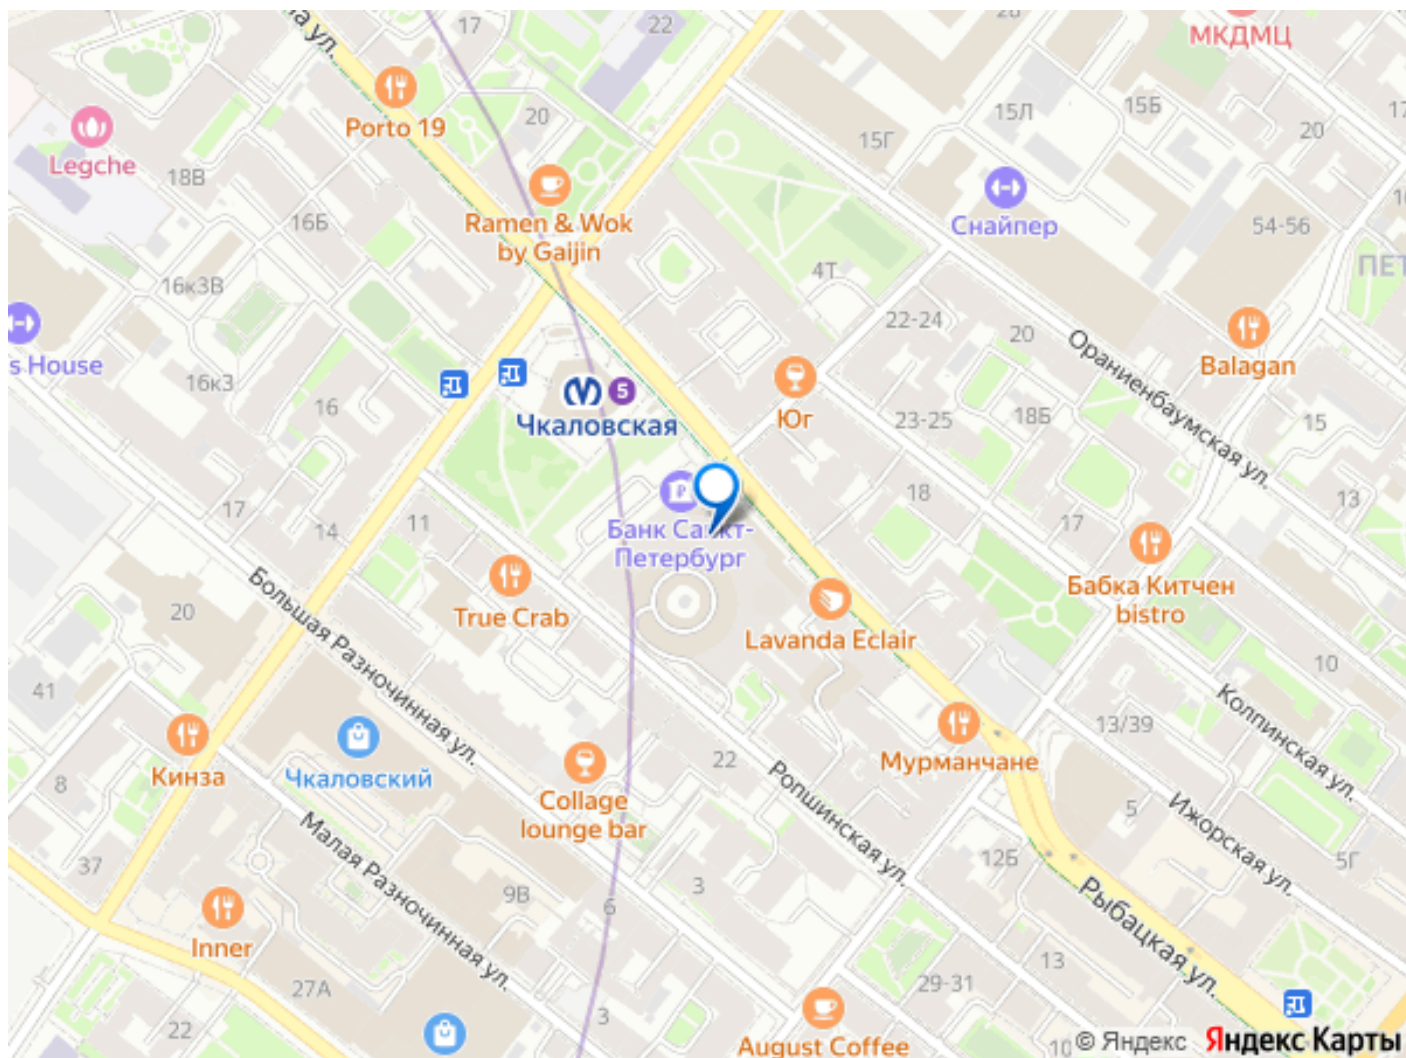 17
22
20
МКДМЦ
на ул.
Porto 19
15Л
15Б
17
20
15Г
Legche
18В
16Б
Ramen & Wok
by Gaijin
Снайпер
54-56
4Т
ПЕТ
16к3В
22-24
20
Ораниенбаумская ул.
Balagan
s House
16к3
16
5
Чкаловская
Юг
23-25
18Б
15
17
14
11
Банк Санкт-
Петербург
18
17
13
Бабка Китчен
bistro
Большая Разночинная ул.
True Crab
Lavanda Eclair
20
10
41
Колпинская ул.
13/39
Кинза
Чкаловский
Мурманчане
22
Ропшинская ул.
8
Collage
lounge bar
5
Ижорская ул.
Малая Разночинная ул.
12Б
5Г
37
9В
3
6
Рыбацкая ул.
Inner
27А
13
29-31
22
3
August Coffee
10
© Яндекс Яндекс Карты